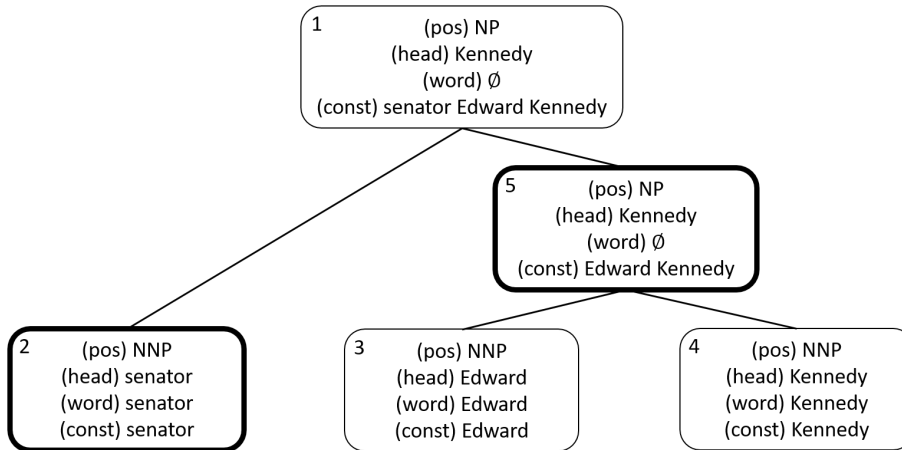 1
(pos) NP
(head) Kennedy
(word) Ø
(const) senator Edward Kennedy
5
(pos) NP
(head) Kennedy
(word) Ø
(const) Edward Kennedy
2
(pos) NNP
(head) senator
(word) senator
(const) senator
3
(pos) NNP
(head) Edward
(word) Edward
(const) Edward
4
(pos) NNP
(head) Kennedy
(word) Kennedy
(const) Kennedy